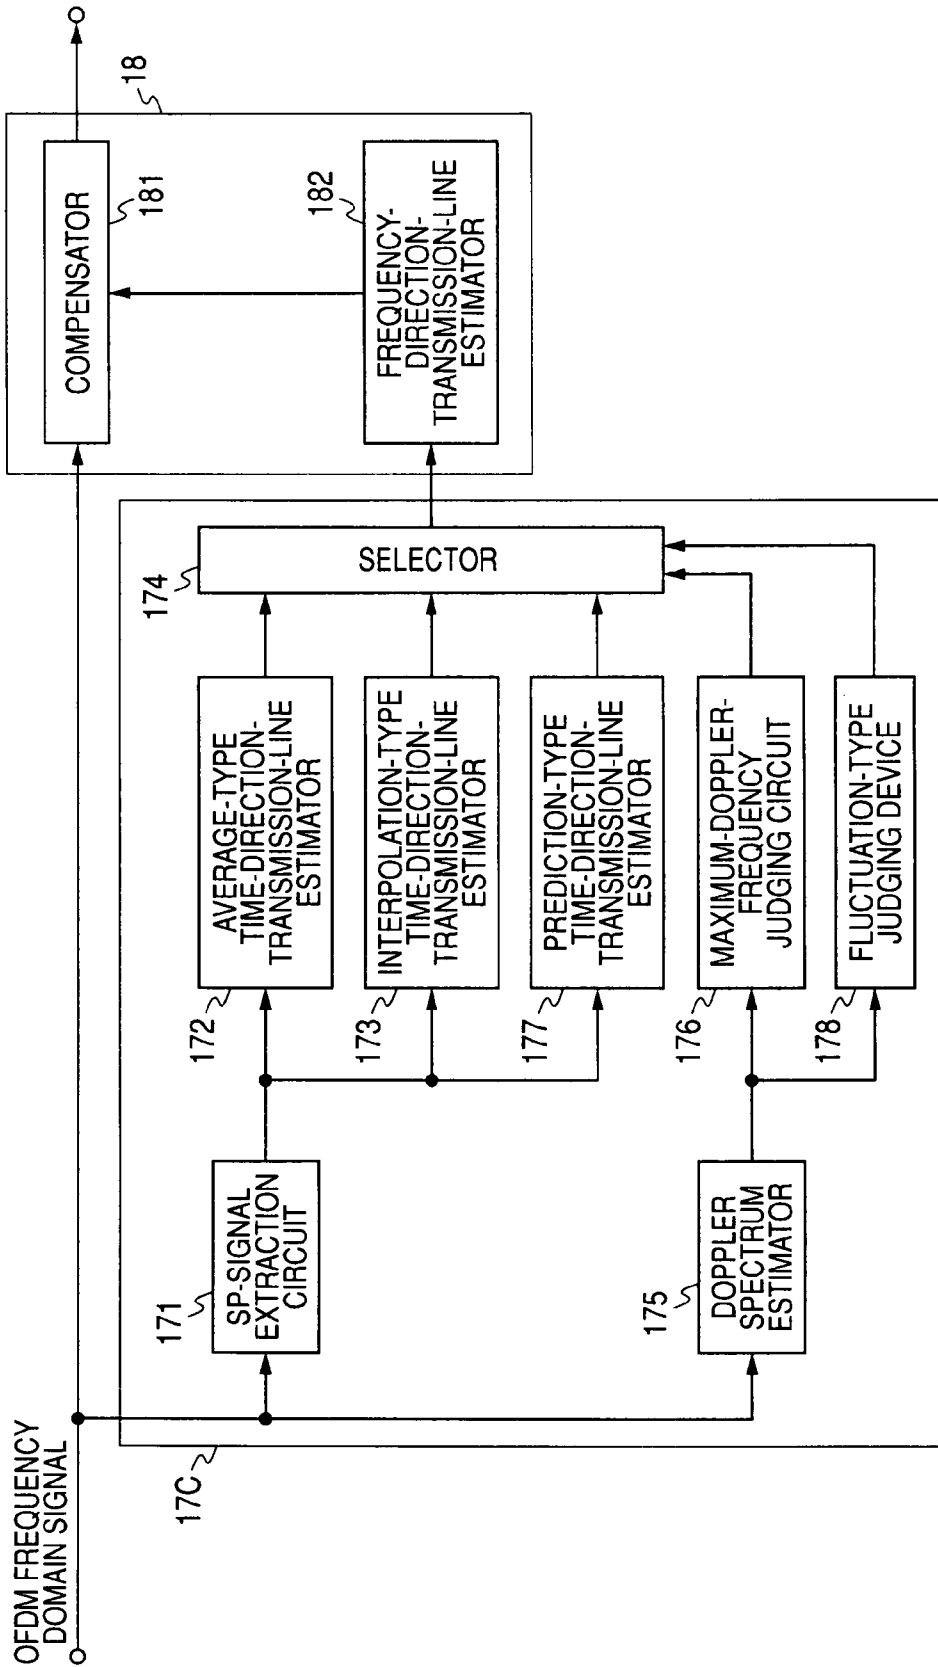 OFDM FREQUENCY
DOMAIN SIGNAL
17C
171
SP-SIGNAL
EXTRACTION
CIRCUIT
175
DOPPLER
SPECTRUM
ESTIMATOR
172
AVERAGE-TYPE
TIME-DIRECTION-
TRANSMISSION-LINE
ESTIMATOR
173
INTERPOLATION-TYPE
TIME-DIRECTION-
TRANSMISSION-LINE
ESTIMATOR
177
PREDICTION-TYPE
TIME-DIRECTION-
TRANSMISSION-LINE
ESTIMATOR
176
MAXIMUM-DOPPLER-
FREQUENCY
JUDGING CIRCUIT
178
FLUCTUATION-TYPE
JUDGING DEVICE
174
SELECTOR
18
COMPENSATOR
181
182
FREQUENCY-
DIRECTION-
TRANSMISSION-LINE
ESTIMATOR